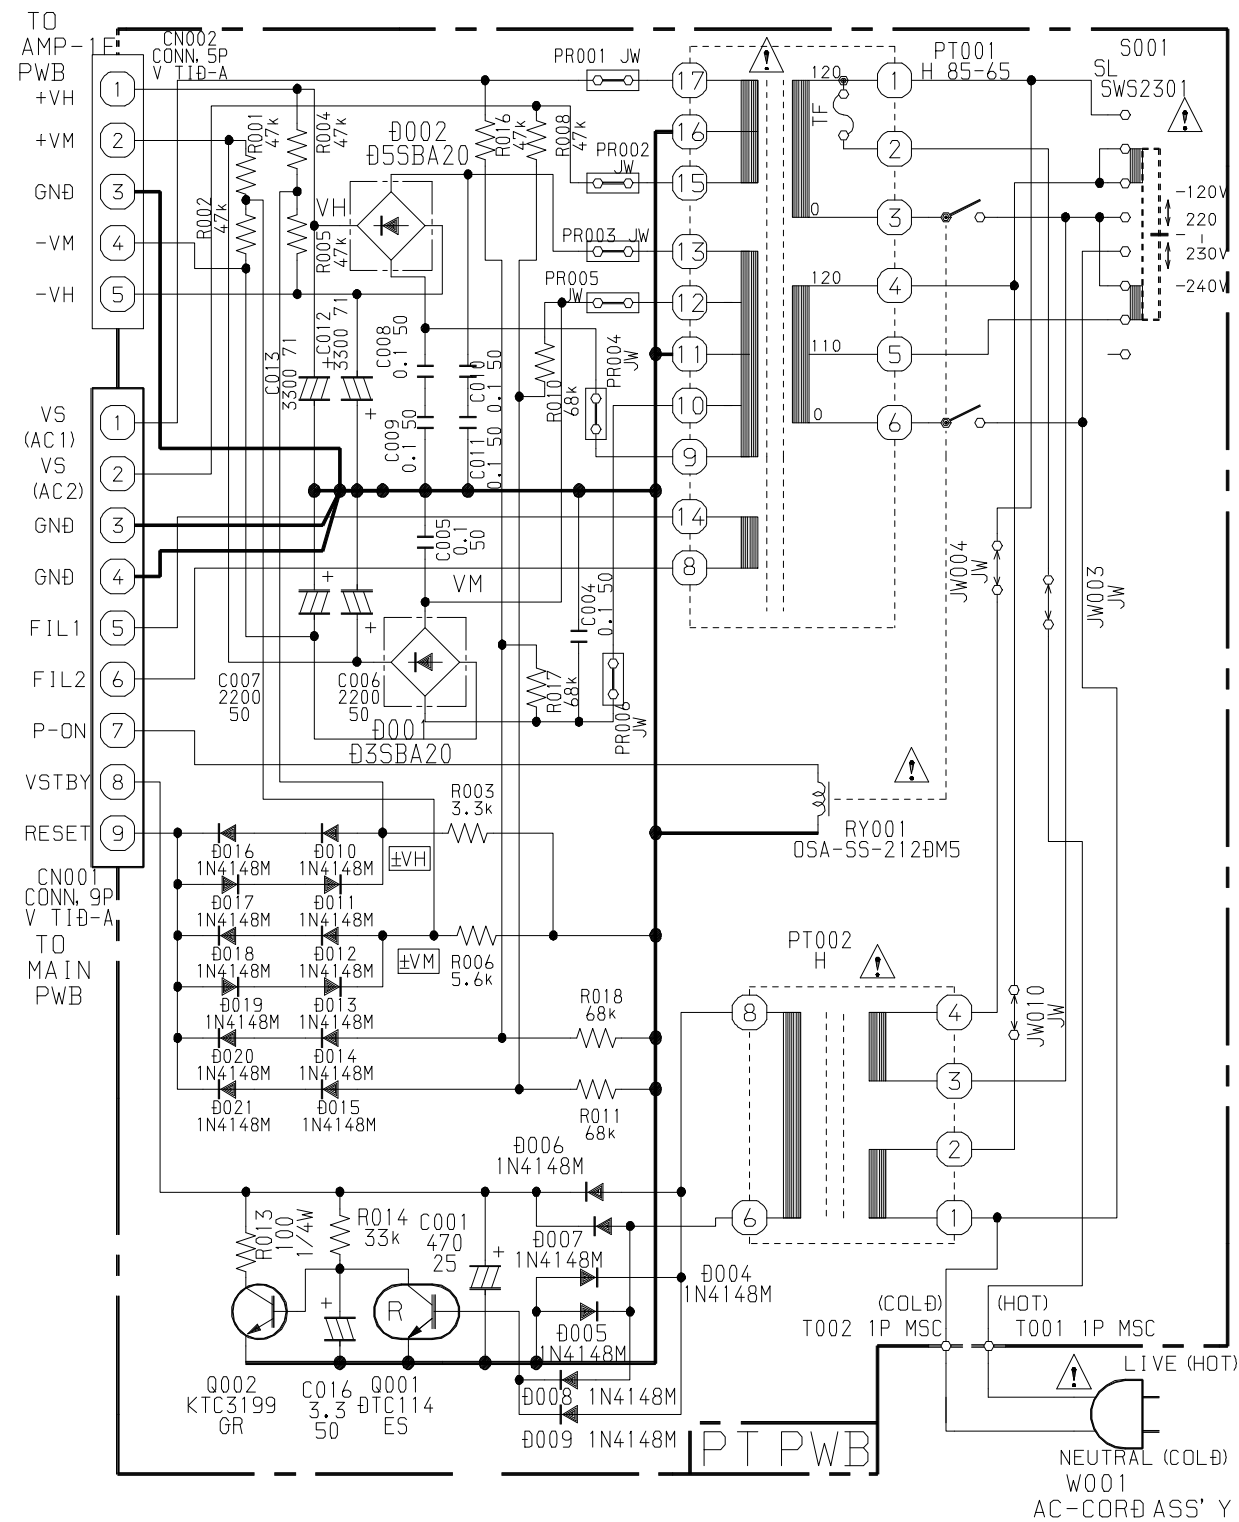 TO
AMP-1F
PWB
CN002
CONN,5P
V TID-A
+VH
+VM
GND
-VM
-VH
1
2
3
4
5
VS
(AC1)
VS
(AC2)
GND
GND
FIL1
FIL2
P-ON
VSTBY
RESET
1
2
3
4
5
6
7
8
9
CN001
CONN,9P
V TID-A
TO
MAIN
PWB
R001
47k
R004
47k
R002
47k
R005
47k
VH
D002
D5SBA20
R016
47k
R008
47k
PR001 JW
PR002
JW
PR003 JW
PR005
JW
PR004
JW
PR006
JW
C013
3300 71
C012
3300 71
+
+
C008
0.1 50
C009
0.1 50
C010
0.1 50
C011
0.1 50
R010
68k
C005
0.1
50
VM
C004
0.1 50
R017
68k
+
+
C007
2200
50
C006
2200
50
D001
D3SBA20
17
16
15
13
12
11
10
9
14
8
PT001
H 85-65
120
TF
0
120
110
0
1
2
3
4
5
6
S001
SL
SWS2301
-120V
220
-
230V
-240V
JW004
JW
JW003
JW
JW010
JW
RY001
OSA-SS-212DM5
R003
3.3k
±VH
±VM
R006
5.6k
D016
1N4148M
D010
1N4148M
D017
1N4148M
D011
1N4148M
D018
1N4148M
D012
1N4148M
D019
1N4148M
D013
1N4148M
D020
1N4148M
D014
1N4148M
D021
1N4148M
D015
1N4148M
R018
68k
R011
68k
PT002
H
8
6
4
3
2
1
D006
1N4148M
D007
1N4148M
D004
1N4148M
D005
1N4148M
D008 1N4148M
D009 1N4148M
R013
100
1/4W
R014
33k
C001
470
25
+
+
R
Q002
KTC3199
GR
C016
3.3
50
Q001
DTC114
ES
(COLD)
(HOT)
T002 1P MSC
T001 1P MSC
LIVE (HOT)
NEUTRAL (COLD)
W001
AC-CORD ASS'Y
PT PWB